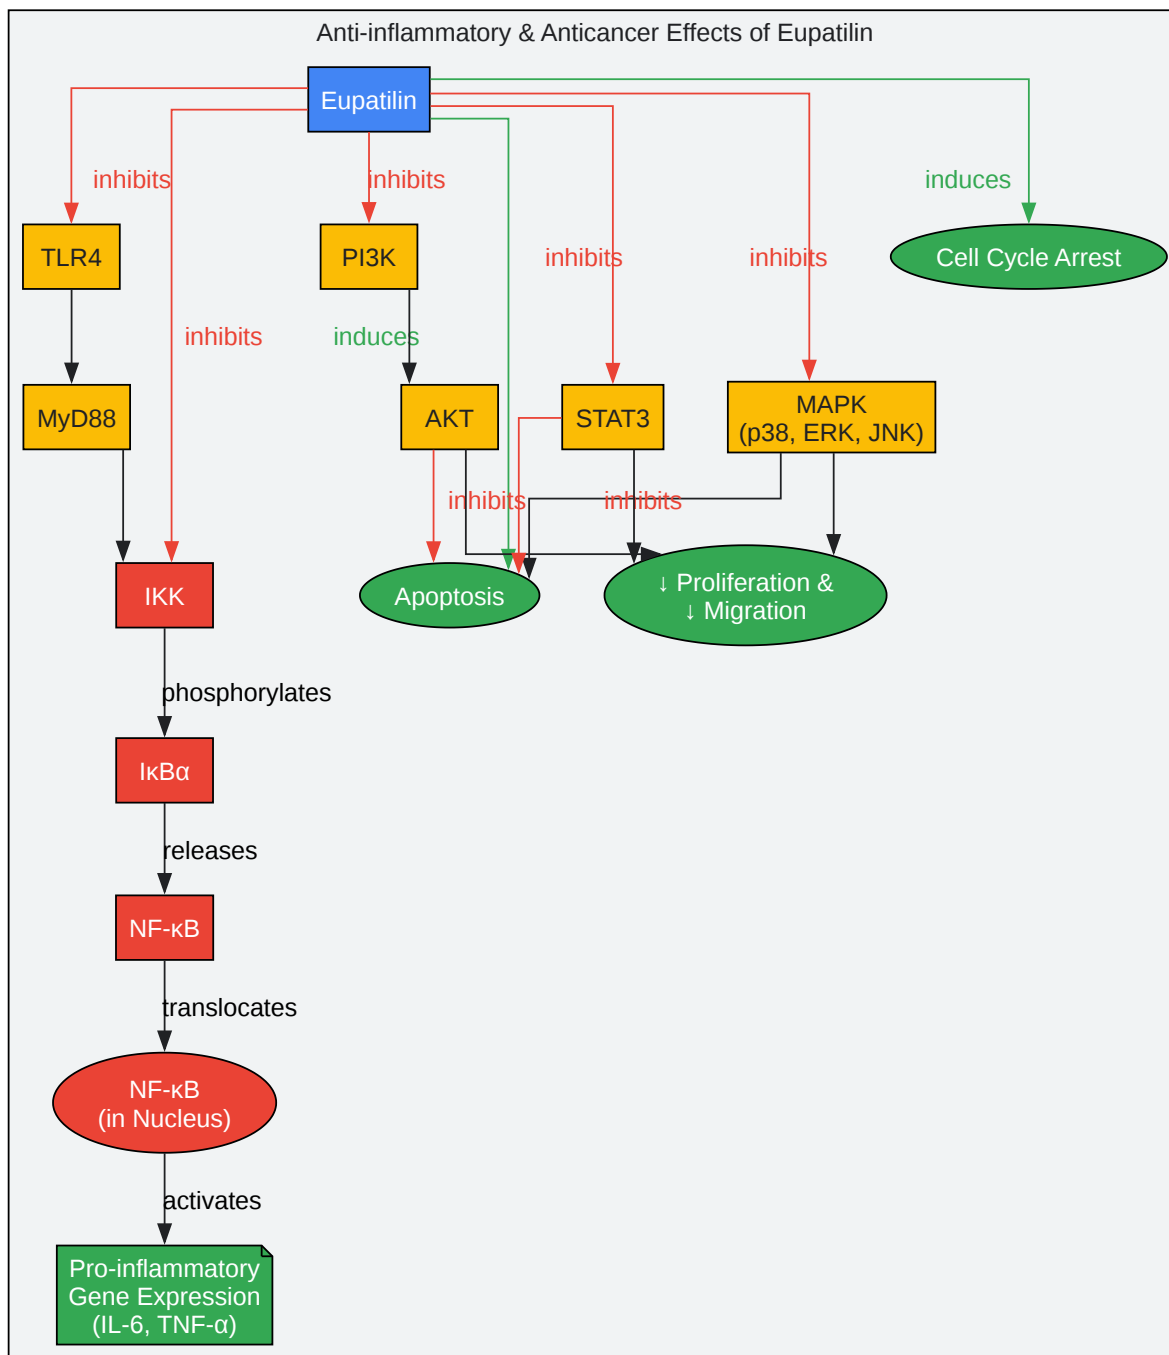 Anti-inflammatory & Anticancer Effects of Eupatilin
Eupatilin
inhibits
inhibits
induces
TLR4
PI3K
inhibits
inhibits
Cell Cycle Arrest
inhibits
induces
MyD88
AKT
STAT3
MAPK
(p38, ERK, JNK)
inhibits
inhibits
IKK
Apoptosis
↓ Proliferation &
↓ Migration
phosphorylates
IκBα
releases
NF-κB
translocates
NF-κB
(in Nucleus)
activates
Pro-inflammatory
Gene Expression
(IL-6, TNF-α)